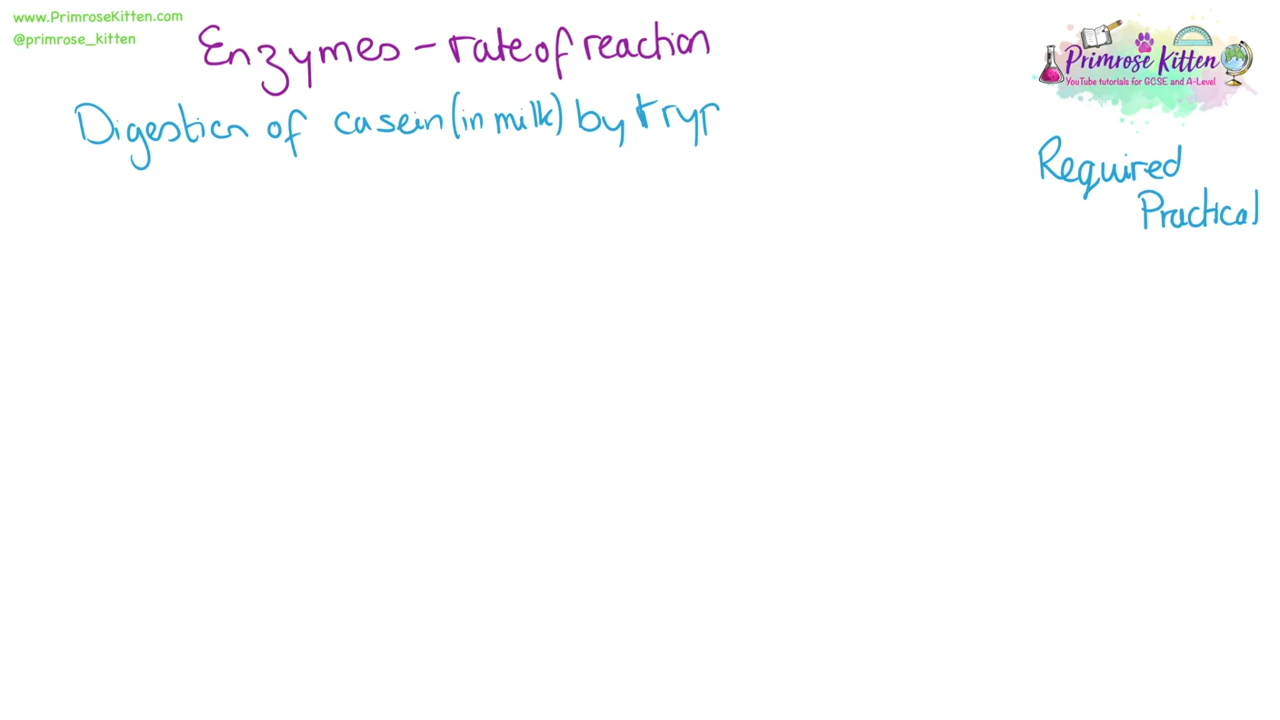 www.PrimroseKitten.com
@primrose_kitten
Enzymes - rate of reaction
Primrose Kitten
YouTube tutorials for GCSE and A-Level
Digestion of casein (in milk) by tryp
Required
Practical